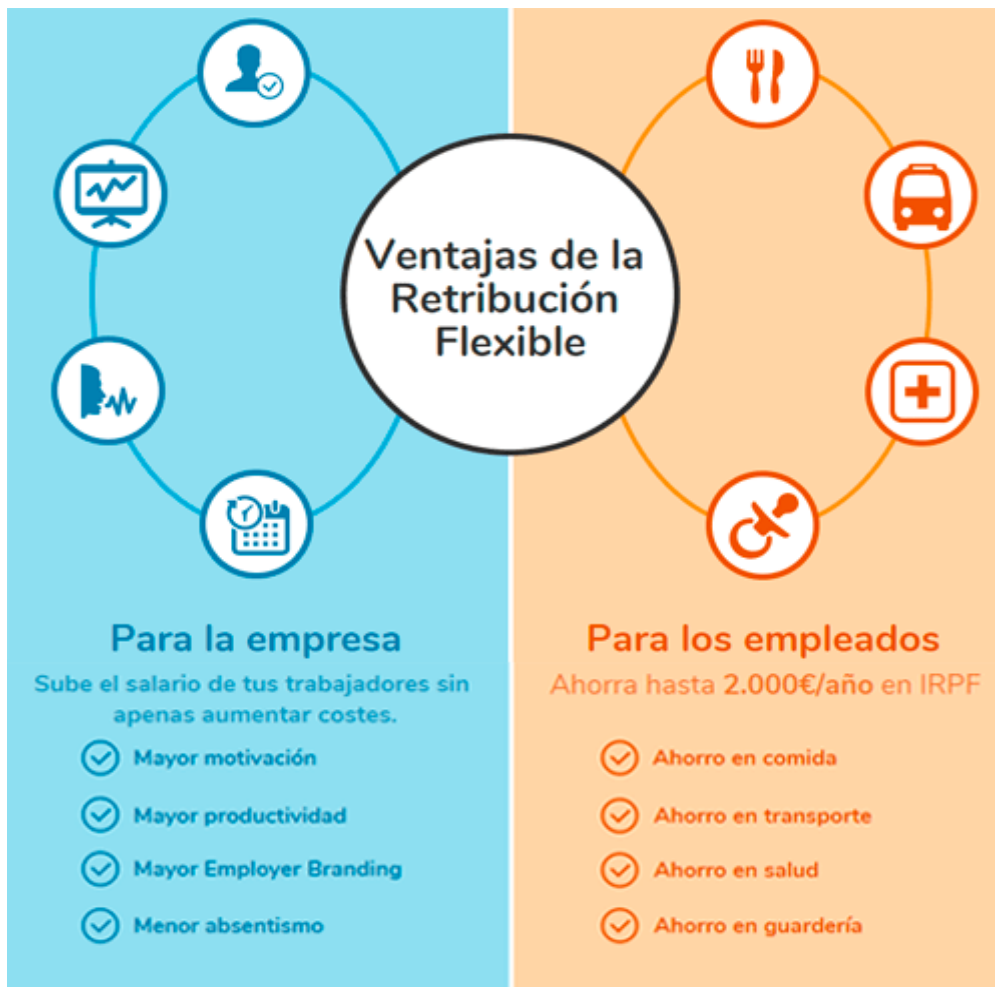 Ventajas de la
Retribución
Flexible
Para la empresa
Sube el salario de tus trabajadores sin
apenas aumentar costes.
Mayor motivación
Mayor productividad
Mayor Employer Branding
Menor absentismo
Para los empleados
Ahorra hasta 2.000€/año en IRPF
Ahorro en comida
Ahorro en transporte
Ahorro en salud
Ahorro en guardería